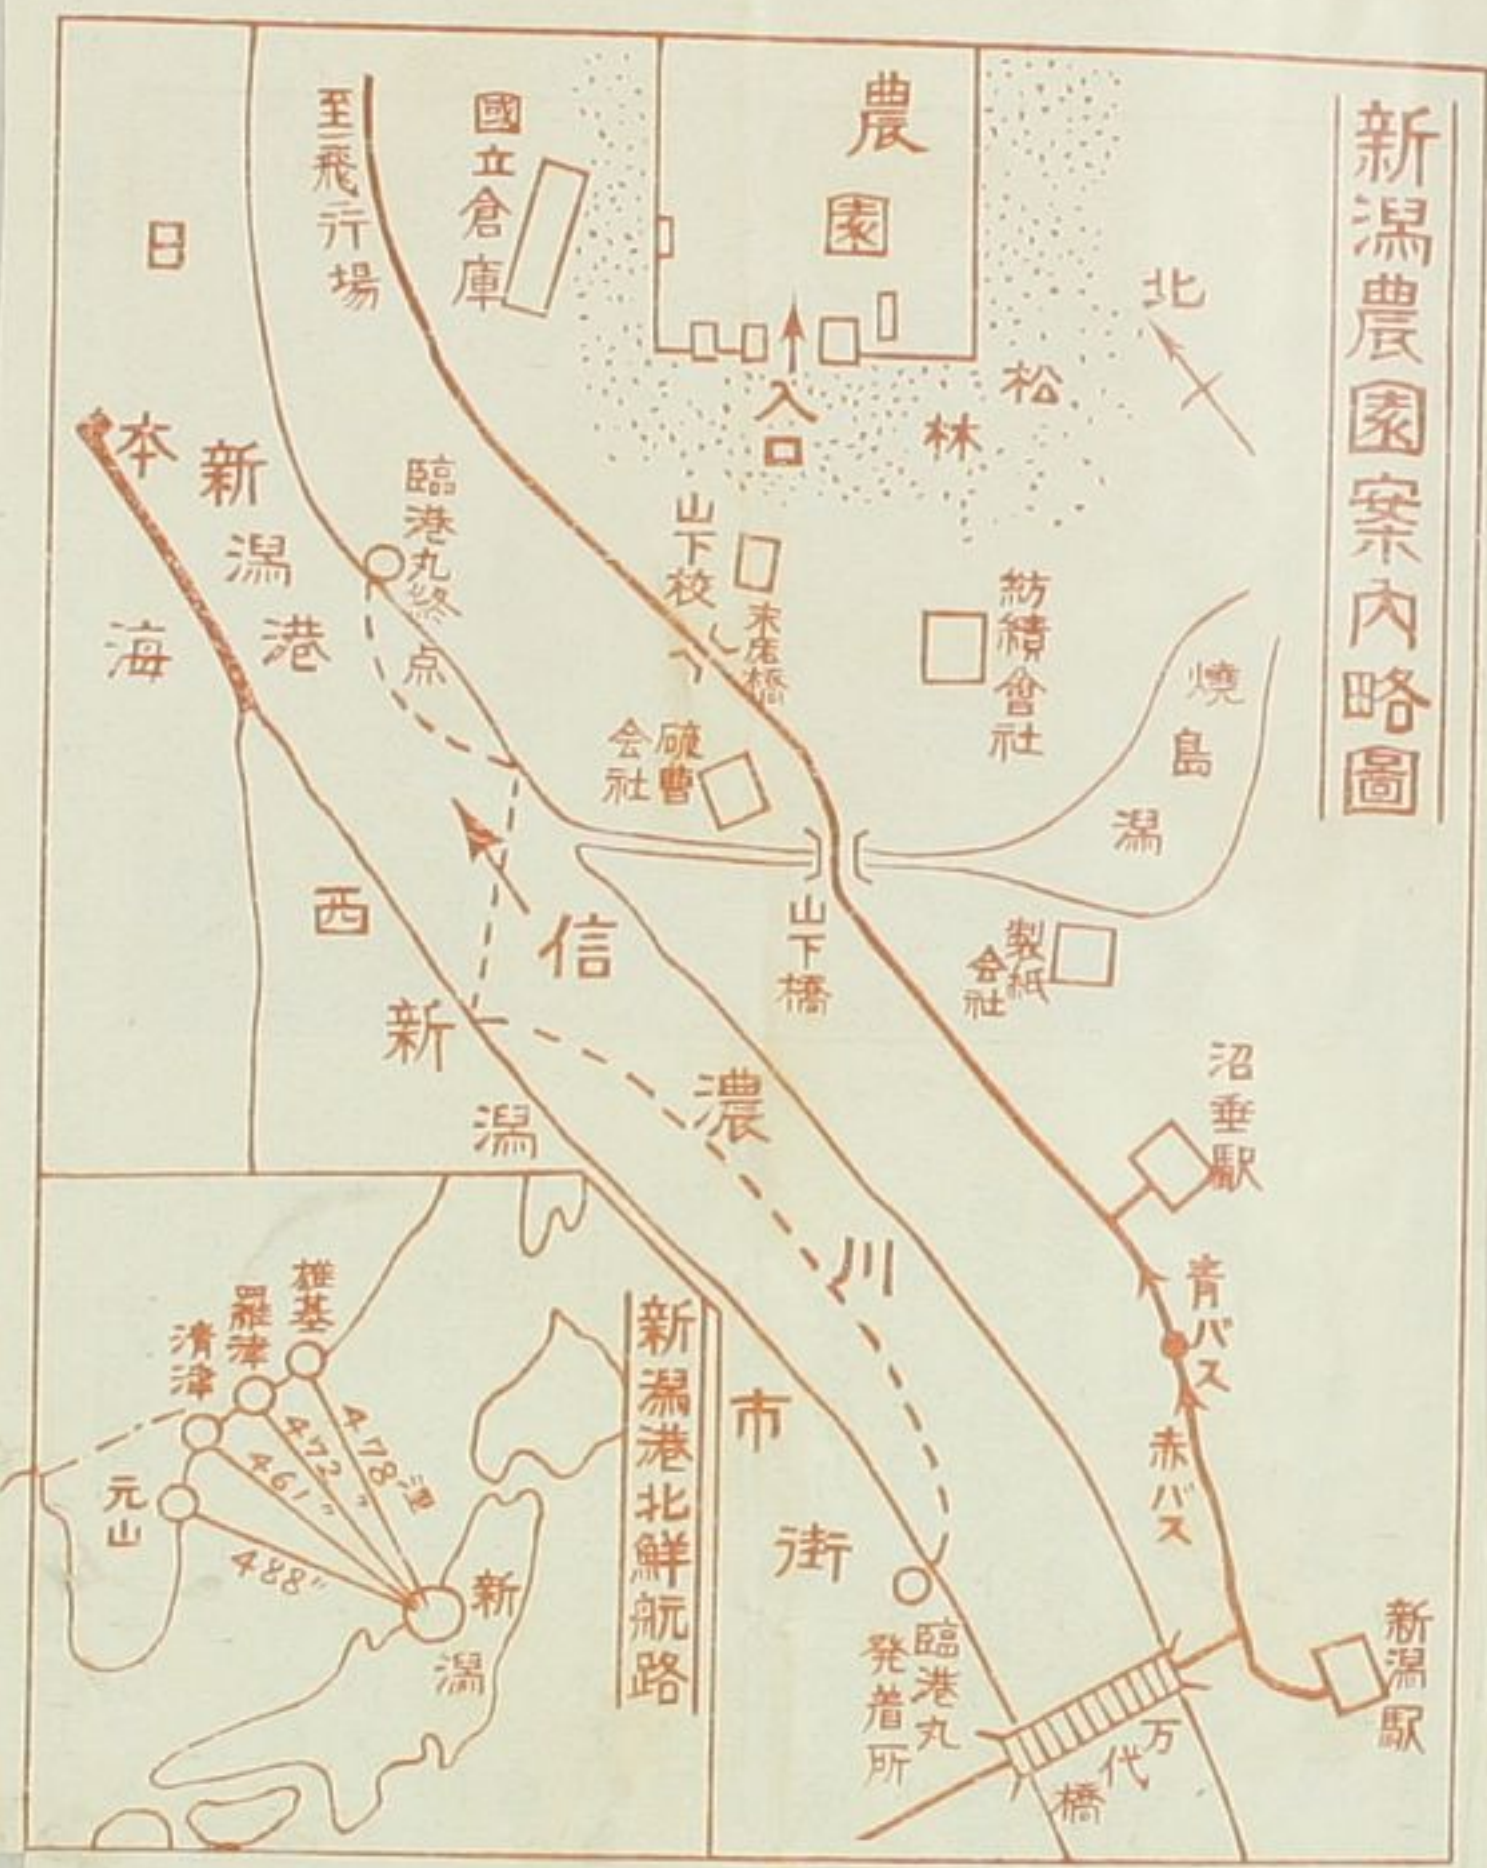 新潟農園案内略圖
北
農園
入口
松林
國立倉庫
至飛行場
日本海
新潟港
臨港丸終点
山下校
末広橋
紡績會社
焼島潟
硫曹会社
山下橋
製紙会社
沼垂駅
青バス
赤バス
新潟駅
万代橋
信濃川
西新潟市街
臨港丸発着所
新潟港北鮮航路
雄基
羅津
清津
元山
478浬
472〃
461〃
488〃
新潟